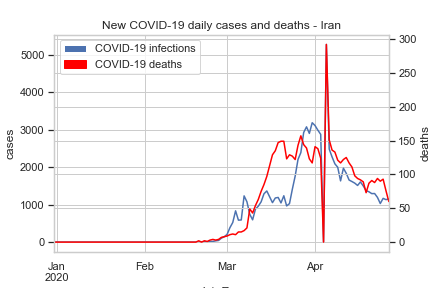 New COVID-19 daily cases and deaths - Iran
COVID-19 infections
COVID-19 deaths
cases
5000
4000
3000
2000
1000
0
300
250
200
150
100
50
0
deaths
Jan
2020
Feb
Mar
Apr